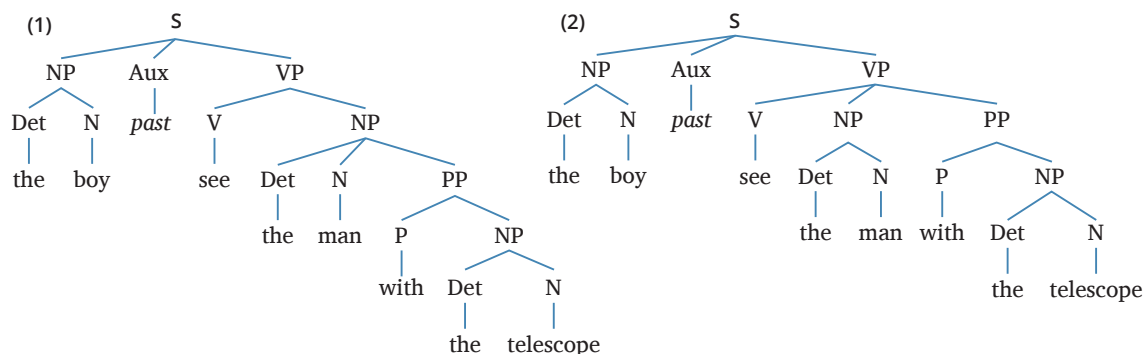 (1) S (2) S
NP Aux VP NP Aux VP
Det N past V NP Det N past V NP PP
the boy see Det N PP the boy see Det N P NP
the man P NP the man with Det N
with Det N the telescope
the telescope